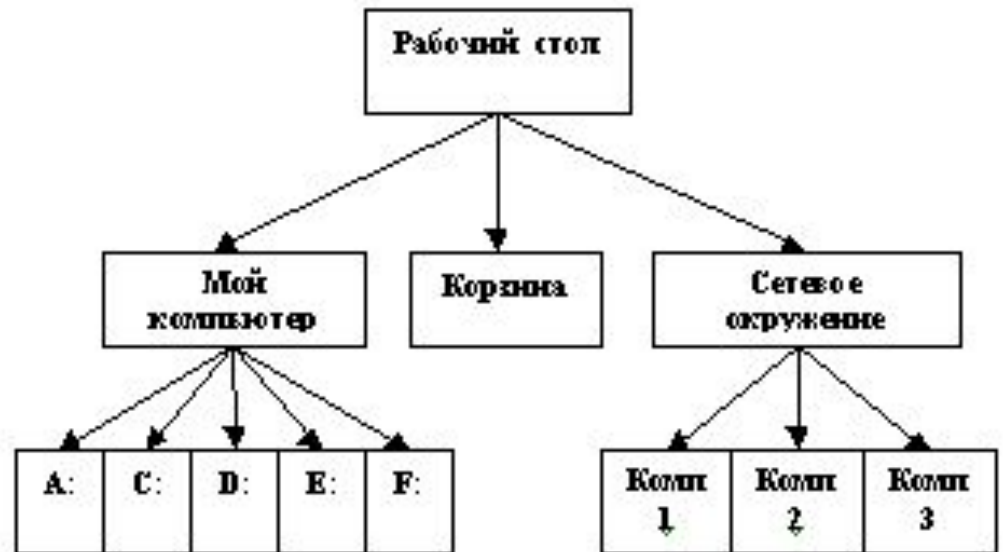 Рабочий стол
Мой
компьютер
Корзина
Сетевое
окружение
A:
C:
D:
E:
F:
Комп
1
Комп
2
Комп
3